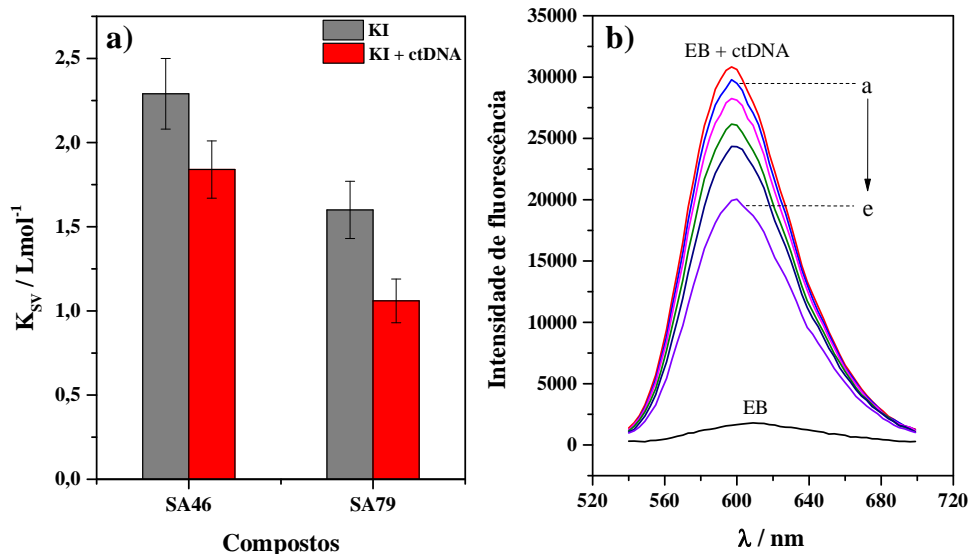 a)
KI
KI + ctDNA
2,5
2,0
1,5
1,0
0,5
0,0
K_SV / Lmol⁻¹
SA46
SA79
Compostos
b)
EB + ctDNA
a
e
EB
35000
30000
25000
20000
15000
10000
5000
0
Intensidade de fluorescência
520
560
600
640
680
720
λ / nm